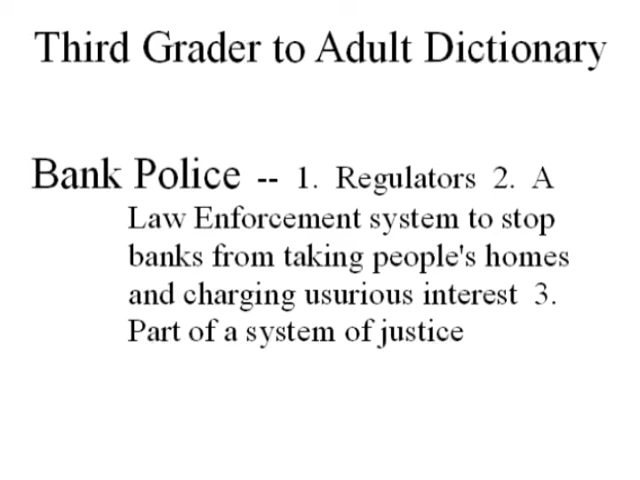 Third Grader to Adult Dictionary
Bank Police -- 1. Regulators 2. A
Law Enforcement system to stop
banks from taking people's homes
and charging usurious interest 3.
Part of a system of justice